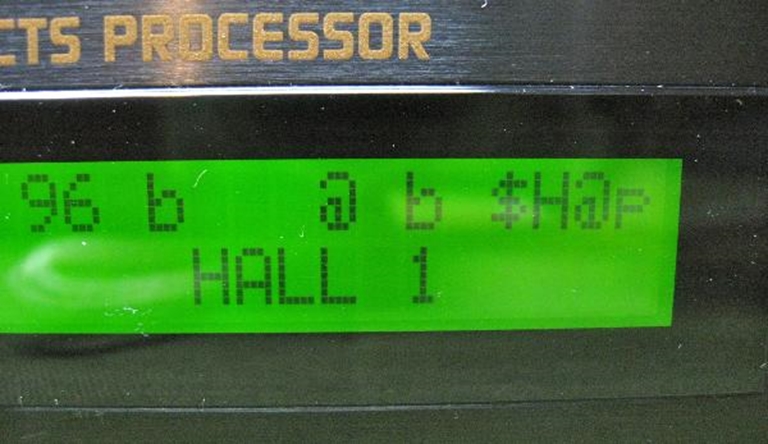 CTS PROCESSOR
96 b @ b $H@P
HALL 1